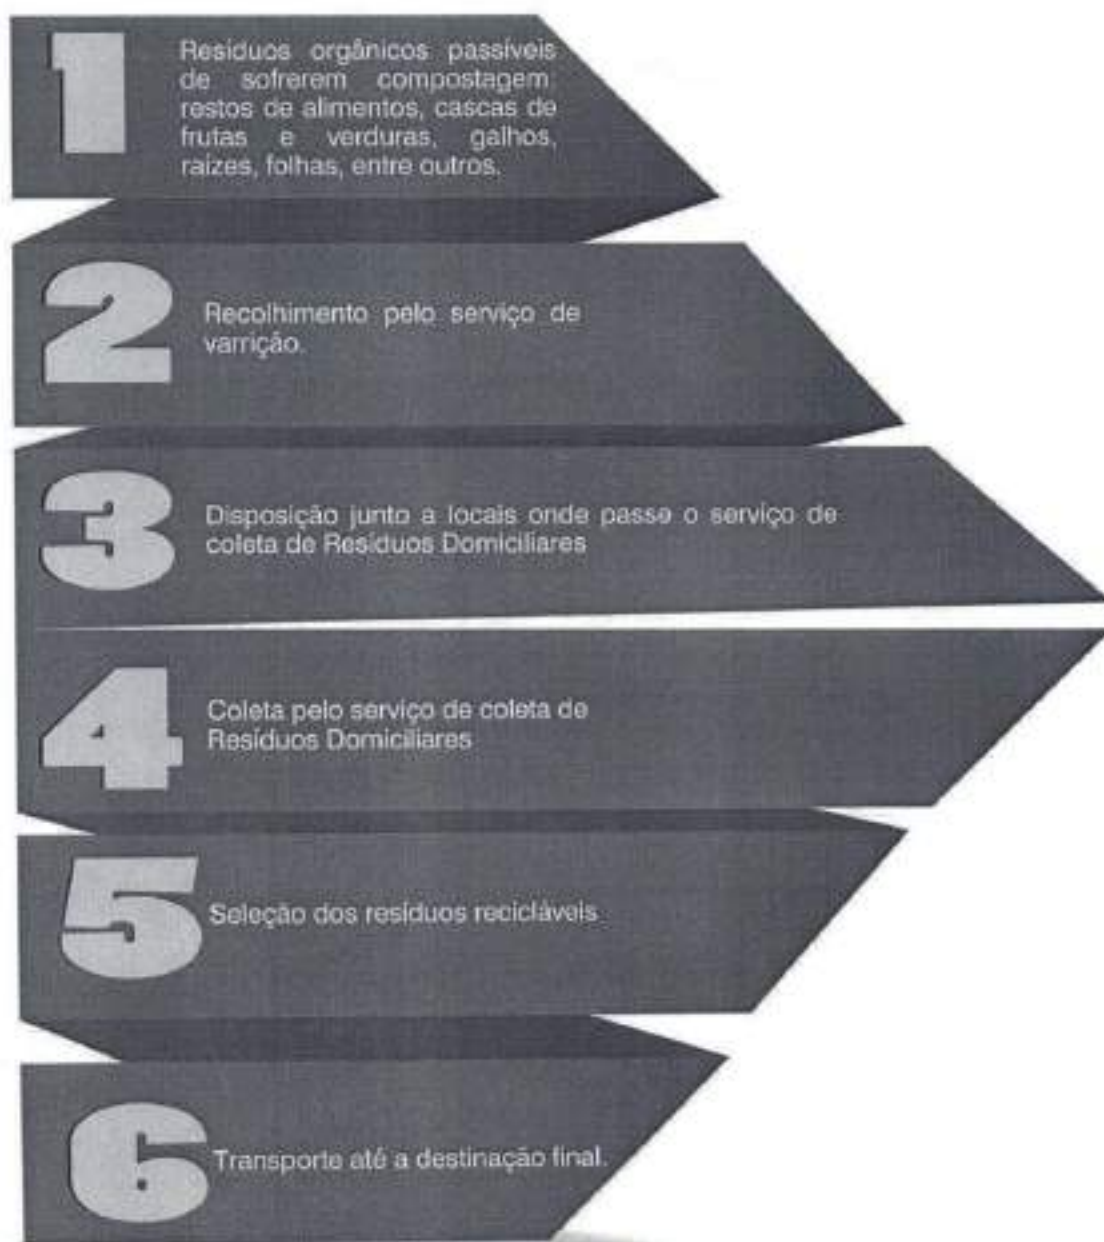 1
Resíduos orgânicos passíveis
de sofrerem compostagem
restos de alimentos, cascas de
frutas e verduras, galhos,
raízes, folhas, entre outros.
2
Recolhimento pelo serviço de
varrição.
3
Disposição junto a locais onde passe o serviço de
coleta de Resíduos Domiciliares
4
Coleta pelo serviço de coleta de
Resíduos Domiciliares
5
Seleção dos resíduos recicláveis
6
Transporte até a destinação final.